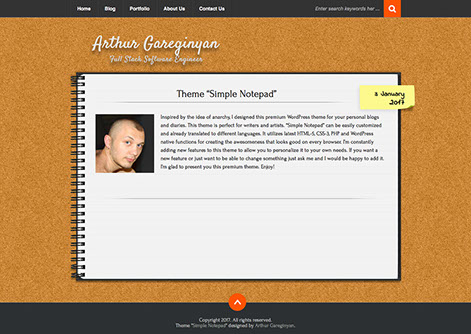 Home Blog Portfolio About Us Contact Us Enter search keywords her ...
Arthur Gareginyan
Full Stack Software Engineer
Theme "Simple Notepad"
3 January
2017
Inspired by the idea of anarchy, I designed this premium WordPress theme for blogs
and diaries. This theme is perfect for writers and artists. "Simple Notepad" can be easily customized
and already translated to different languages. It utilizes latest HTML-5, CSS-3, PHP and WordPress
native functions for creating the awesomeness that looks good on every browser. I'm constantly
adding new features to this theme to allow you to personalize it to your own needs. If you want a
new feature or just went to be able to change something just ask me and I would be happy to add it.
I'm glad to present you this premium theme. Enjoy!
Copyright 2017. All rights reserved.
Theme "Simple Notepad" designed by Arthur Gareginyan.